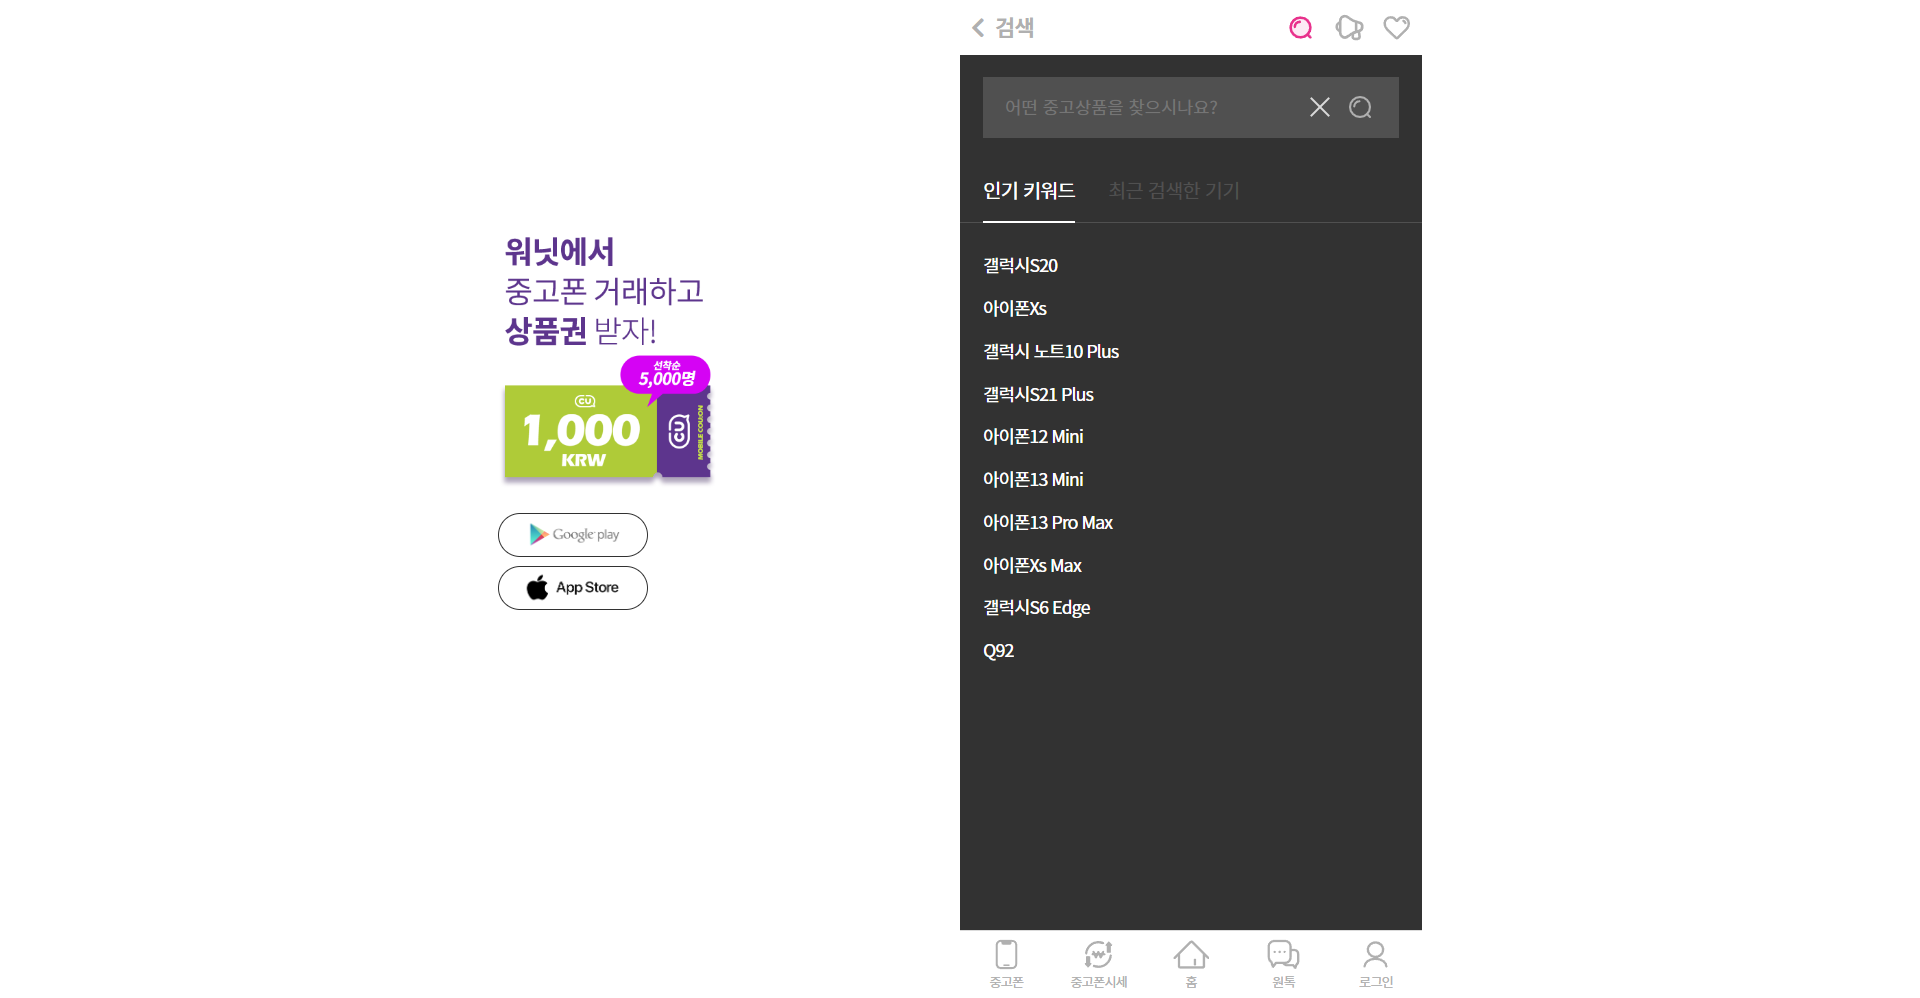 워닛에서
중고폰 거래하고
상품권 받자!
선착순
5,000명
CU
1,000
KRW
CU
MOBILE COUON
Google play
App Store
검색
어떤 중고상품을 찾으시나요?
인기 키워드
최근 검색한 기기
갤럭시S20
아이폰Xs
갤럭시 노트10 Plus
갤럭시S21 Plus
아이폰12 Mini
아이폰13 Mini
아이폰13 Pro Max
아이폰Xs Max
갤럭시S6 Edge
Q92
중고폰
중고폰시세
홈
원톡
로그인